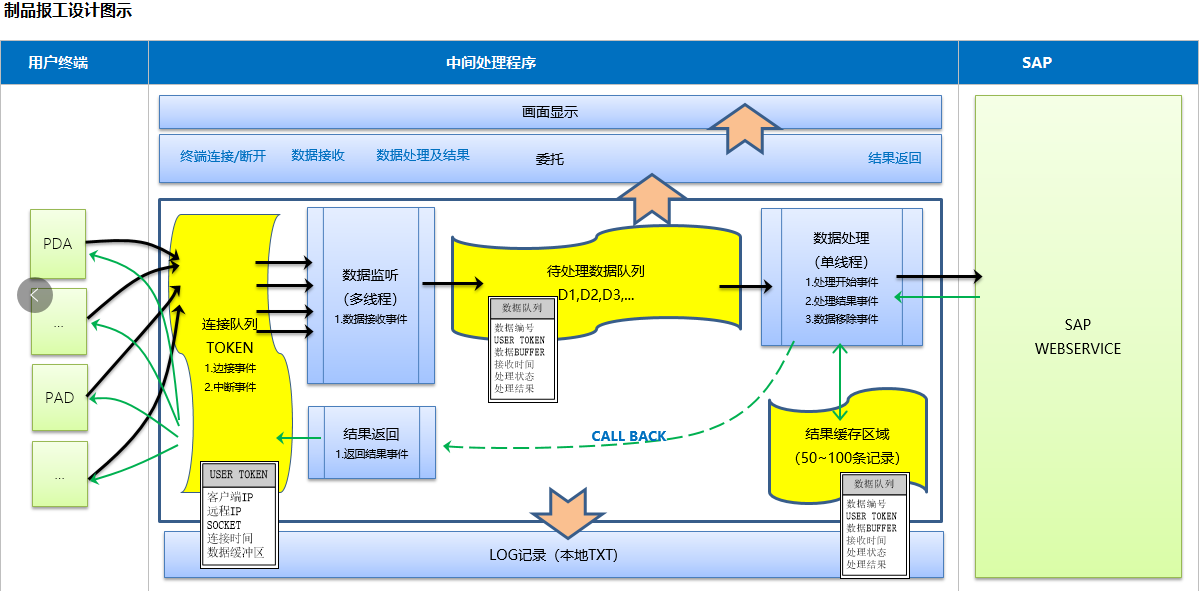 制品报工设计图示
用户终端
中间处理程序
SAP
画面显示
终端连接/断开
数据接收
数据处理及结果
委托
结果返回
PDA
...
PAD
...
连接队列
TOKEN
1.边接事件
2.中断事件
数据监听
（多线程）
1.数据接收事件
待处理数据队列
D1,D2,D3,...
数据队列
数据编号
USER TOKEN
数据BUFFER
接收时间
处理状态
处理结果
数据处理
（单线程）
1.处理开始事件
2.处理结果事件
3.数据移除事件
SAP
WEBSERVICE
结果返回
1.返回结果事件
CALL BACK
结果缓存区域
（50~100条记录）
数据队列
数据编号
USER TOKEN
数据BUFFER
接收时间
处理状态
处理结果
USER TOKEN
客户端IP
远程IP
SOCKET
连接时间
数据缓冲区
LOG记录（本地TXT）